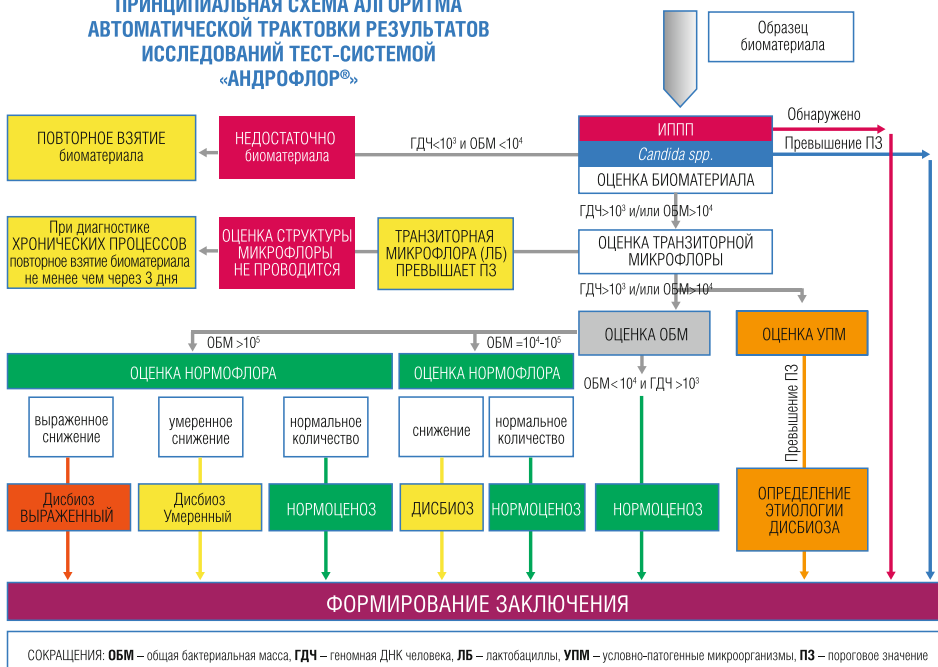 ПРИНЦИПИАЛЬНАЯ СХЕМА АЛГОРИТМА
АВТОМАТИЧЕСКОЙ ТРАКТОВКИ РЕЗУЛЬТАТОВ
ИССЛЕДОВАНИЙ ТЕСТ-СИСТЕМОЙ
«АНДРОФЛОР®»
Образец
биоматериала
ИППП
Обнаружено
Candida spp.
Превышение ПЗ
ОЦЕНКА БИОМАТЕРИАЛА
ГДЧ<10³ и ОБМ <10⁴
НЕДОСТАТОЧНО
биоматериала
ПОВТОРНОЕ ВЗЯТИЕ
биоматериала
ГДЧ>10³ и/или ОБМ>10⁴
ОЦЕНКА ТРАНЗИТОРНОЙ
МИКРОФЛОРЫ
ТРАНЗИТОРНАЯ
МИКРОФЛОРА (ЛБ)
ПРЕВЫШАЕТ ПЗ
ОЦЕНКА СТРУКТУРЫ
МИКРОФЛОРЫ
НЕ ПРОВОДИТСЯ
При диагностике
ХРОНИЧЕСКИХ ПРОЦЕССОВ
повторное взятие биоматериала
не менее чем через 3 дня
ГДЧ>10³ и/или ОБМ>10⁴
ОЦЕНКА ОБМ
ОЦЕНКА УПМ
ОБМ >10⁵
ОБМ =10⁴-10⁵
ОБМ<10⁴ и ГДЧ >10³
Превышение ПЗ
ОЦЕНКА НОРМОФЛОРА
ОЦЕНКА НОРМОФЛОРА
выраженное
снижение
умеренное
снижение
нормальное
количество
снижение
нормальное
количество
Дисбиоз
ВЫРАЖЕННЫЙ
Дисбиоз
Умеренный
НОРМОЦЕНОЗ
ДИСБИОЗ
НОРМОЦЕНОЗ
НОРМОЦЕНОЗ
ОПРЕДЕЛЕНИЕ
ЭТИОЛОГИИ
ДИСБИОЗА
ФОРМИРОВАНИЕ ЗАКЛЮЧЕНИЯ
СОКРАЩЕНИЯ: ОБМ – общая бактериальная масса, ГДЧ – геномная ДНК человека, ЛБ – лактобациллы, УПМ – условно-патогенные микроорганизмы, ПЗ – пороговое значение